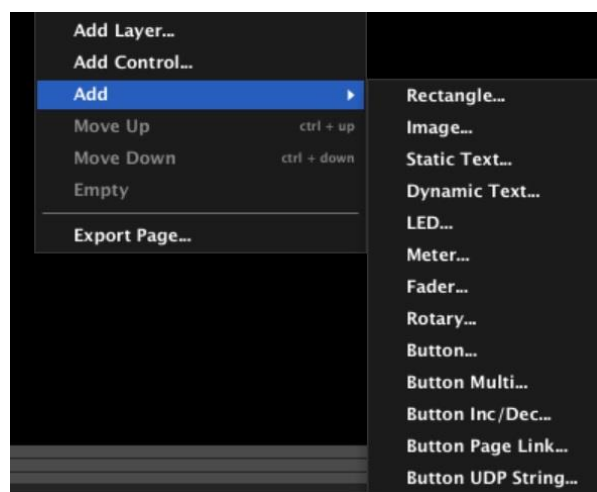 Add Layer...
Add Control...
Add
Move Up ctrl + up
Move Down ctrl + down
Empty
Export Page...
Rectangle...
Image...
Static Text...
Dynamic Text...
LED...
Meter...
Fader...
Rotary...
Button...
Button Multi...
Button Inc/Dec...
Button Page Link...
Button UDP String...